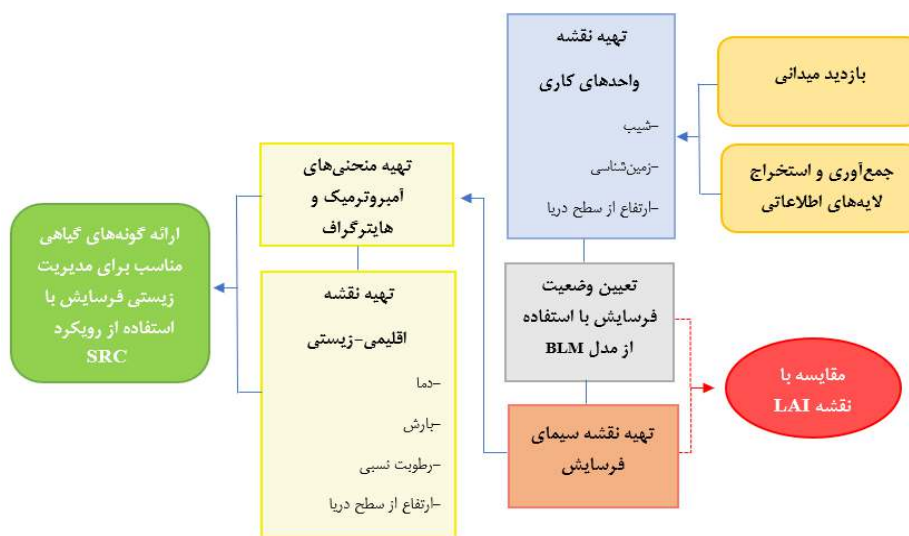 بازدید میدانی
جمع‌آوری و استخراج
لایه‌های اطلاعاتی
تهیه نقشه
واحدهای کاری
-شیب
-زمین‌شناسی
-ارتفاع از سطح دریا
تعیین وضعیت
فرسایش با استفاده
از مدل BLM
تهیه نقشه سیمای
فرسایش
مقایسه با
نقشه LAI
تهیه منحنی‌های
آمبروترمیک و
هایترگراف
تهیه نقشه
اقلیمی-زیستی
-دما
-بارش
-رطوبت نسبی
-ارتفاع از سطح دریا
ارائه گونه‌های گیاهی
مناسب برای مدیریت
زیستی فرسایش با
استفاده از رویکرد
SRC